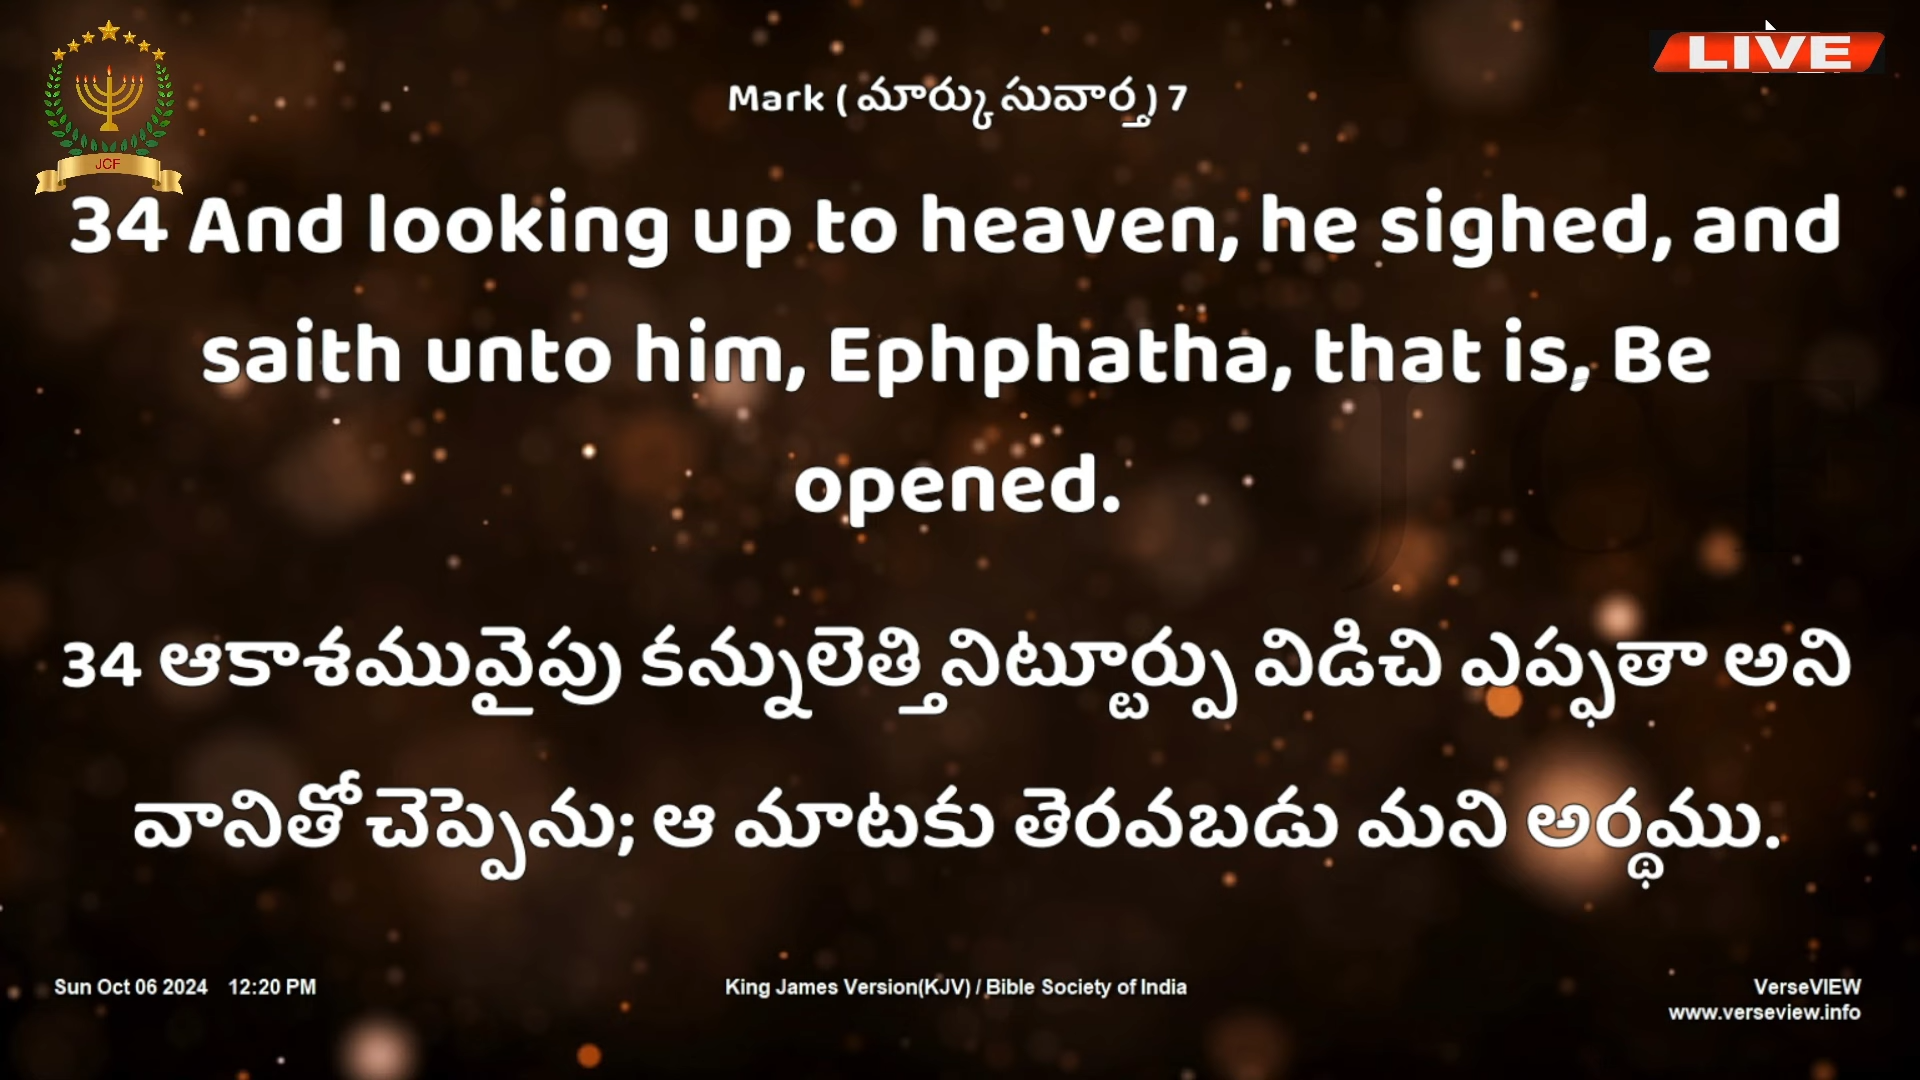 JCF
LIVE
Mark ( మార్కు సువార్త) 7
34 And looking up to heaven, he sighed, and
saith unto him, Ephphatha, that is, Be
opened.
J C F
34 ఆకాశమువైపు కన్నులెత్తి నిట్టూర్పు విడిచి ఎప్ఫతా అని
వానితో చెప్పెను; ఆ మాటకు తెరవబడు మని అర్థము.
Sun Oct 06 2024 12:20 PM
King James Version(KJV) / Bible Society of India
VerseVIEW
www.verseview.info